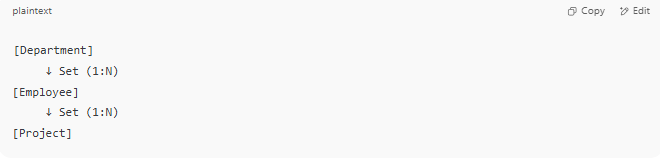 plaintext Copy Edit
[Department]
↓ Set (1:N)
[Employee]
↓ Set (1:N)
[Project]